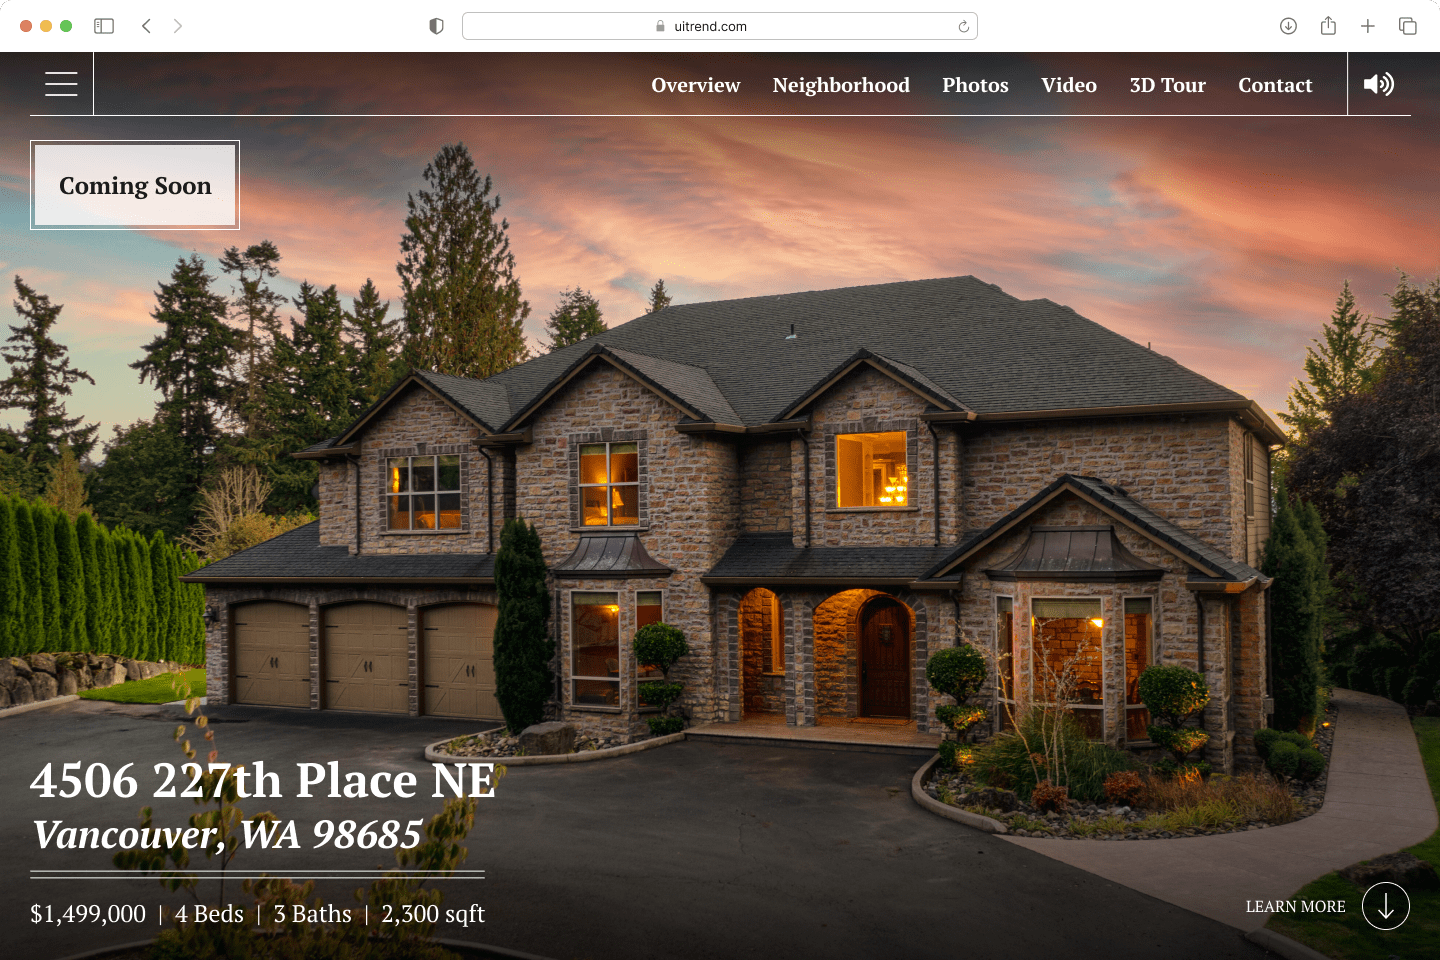 uitrend.com
Overview Neighborhood Photos Video 3D Tour Contact
Coming Soon
4506 227th Place NE
Vancouver, WA 98685
$1,499,000 | 4 Beds | 3 Baths | 2,300 sqft
LEARN MORE